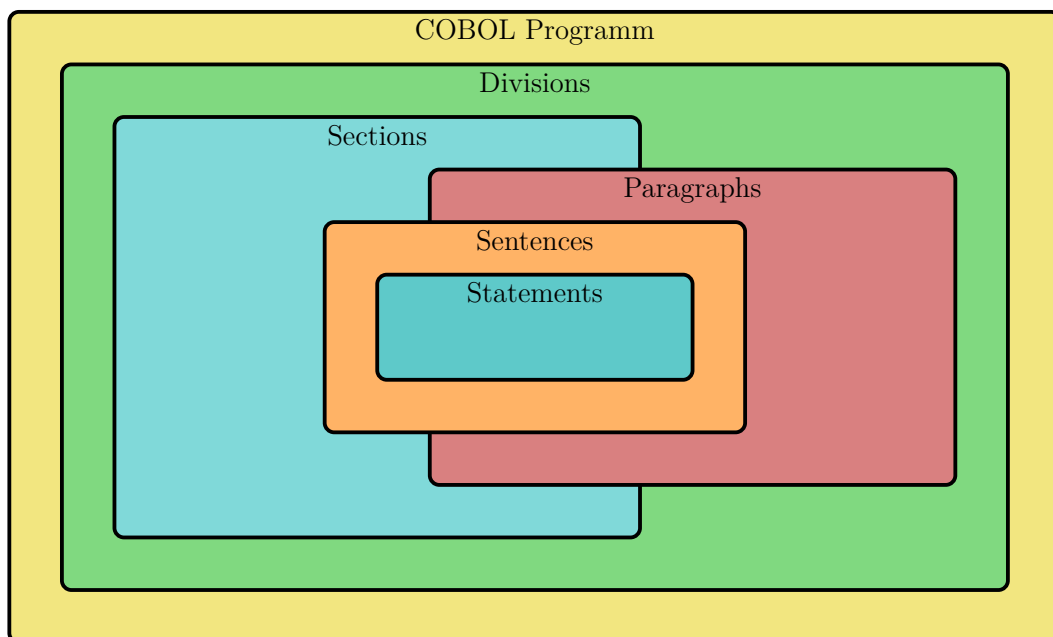 COBOL Programm
Divisions
Sections
Paragraphs
Sentences
Statements